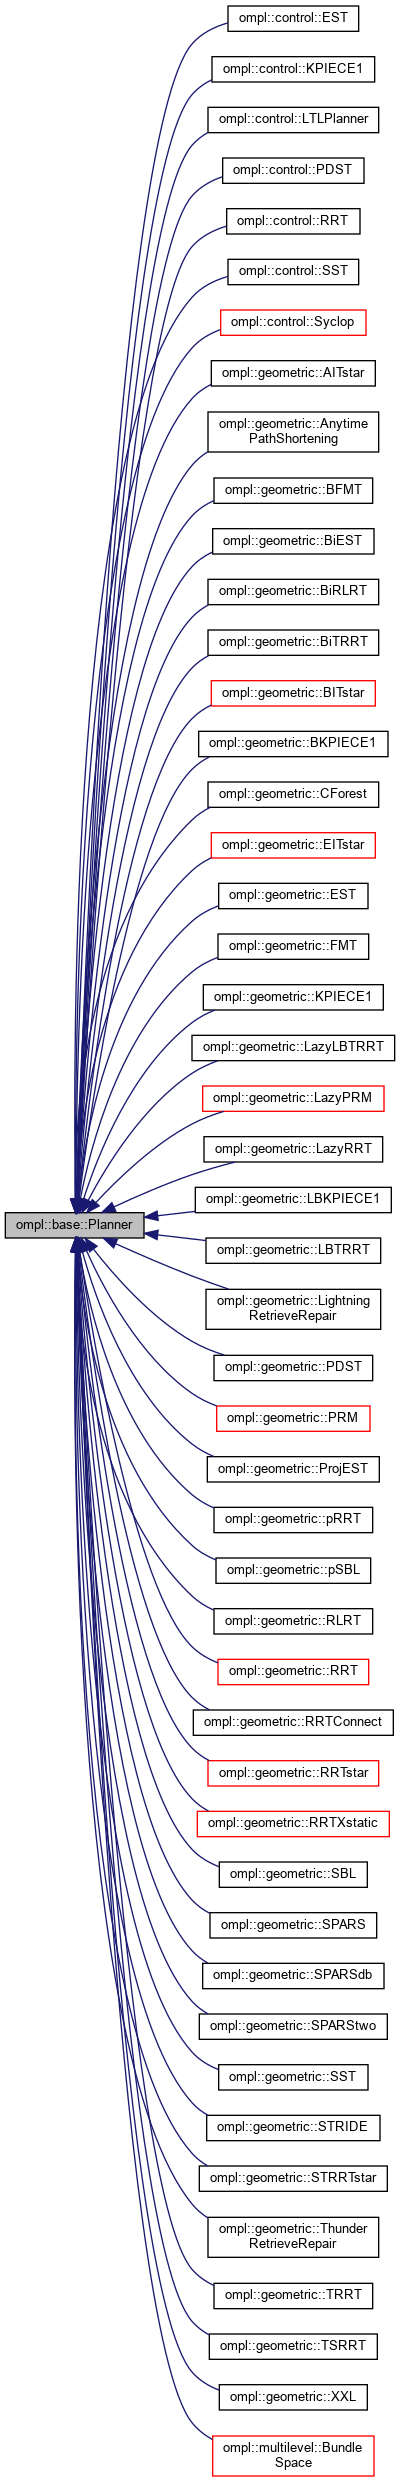 ompl::control::EST
ompl::control::KPIECE1
ompl::control::LTLPlanner
ompl::control::PDST
ompl::control::RRT
ompl::control::SST
ompl::control::Syclop
ompl::geometric::AITstar
ompl::geometric::Anytime
PathShortening
ompl::geometric::BFMT
ompl::geometric::BiEST
ompl::geometric::BiRLRT
ompl::geometric::BiTRRT
ompl::geometric::BITstar
ompl::geometric::BKPIECE1
ompl::geometric::CForest
ompl::geometric::EITstar
ompl::geometric::EST
ompl::geometric::FMT
ompl::geometric::KPIECE1
ompl::geometric::LazyLBTRRT
ompl::geometric::LazyPRM
ompl::geometric::LazyRRT
ompl::geometric::LBKPIECE1
ompl::base::Planner
ompl::geometric::LBTRRT
ompl::geometric::Lightning
RetrieveRepair
ompl::geometric::PDST
ompl::geometric::PRM
ompl::geometric::ProjEST
ompl::geometric::pRRT
ompl::geometric::pSBL
ompl::geometric::RLRT
ompl::geometric::RRT
ompl::geometric::RRTConnect
ompl::geometric::RRTstar
ompl::geometric::RRTXstatic
ompl::geometric::SBL
ompl::geometric::SPARS
ompl::geometric::SPARSdb
ompl::geometric::SPARStwo
ompl::geometric::SST
ompl::geometric::STRIDE
ompl::geometric::STRRTstar
ompl::geometric::Thunder
RetrieveRepair
ompl::geometric::TRRT
ompl::geometric::TSRRT
ompl::geometric::XXL
ompl::multilevel::Bundle
Space